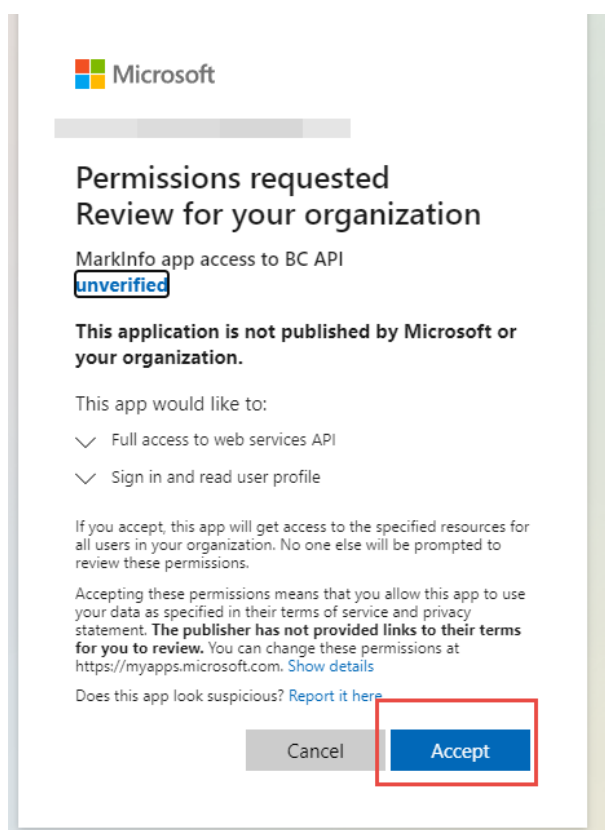 Microsoft
Permissions requested
Review for your organization
MarkInfo app access to BC API
unverified
This application is not published by Microsoft or
your organization.
This app would like to:
Full access to web services API
Sign in and read user profile
If you accept, this app will get access to the specified resources for
all users in your organization. No one else will be prompted to
review these permissions.
Accepting these permissions means that you allow this app to use
your data as specified in their terms of service and privacy
statement. The publisher has not provided links to their terms
for you to review. You can change these permissions at
https://myapps.microsoft.com. Show details
Does this app look suspicious? Report it here
Cancel Accept